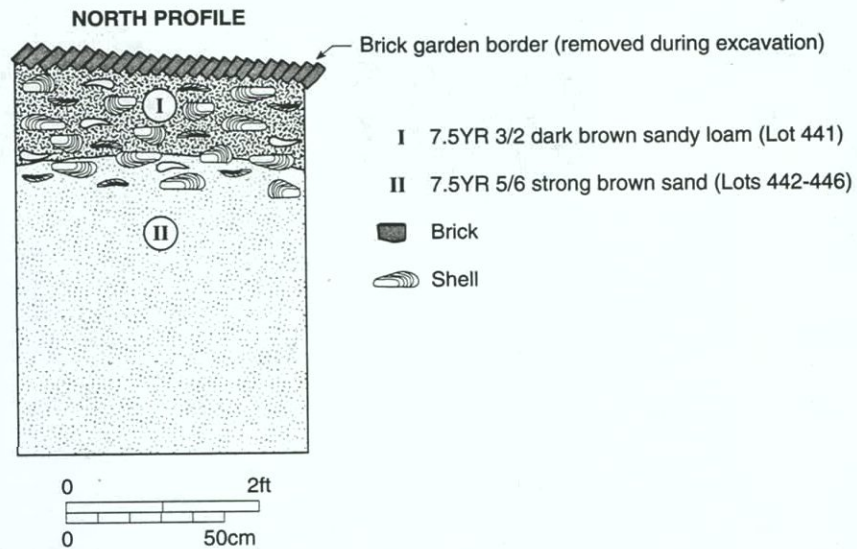 NORTH PROFILE
Brick garden border (removed during excavation)
I
I 7.5YR 3/2 dark brown sandy loam (Lot 441)
II 7.5YR 5/6 strong brown sand (Lots 442-446)
II
Brick
Shell
0 2ft
0 50cm